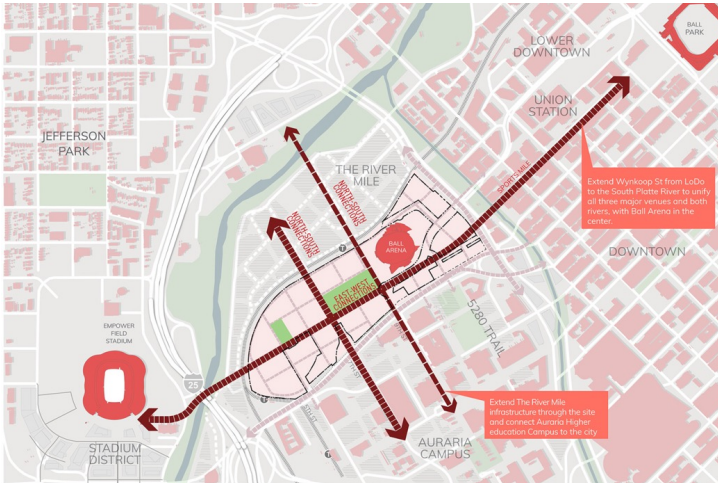 BALL
PARK
LOWER
DOWNTOWN
UNION
STATION
JEFFERSON
PARK
THE RIVER
MILE
SPORTS MILE
Extend Wynkoop St from LoDo
to the South Platte River to unify
all three major venues and both
rivers, with Ball Arena in the
center.
NORTH-SOUTH
CONNECTIONS
NORTH-SOUTH
CONNECTIONS
BALL
ARENA
DOWNTOWN
EAST-WEST
CONNECTIONS
5280 TRAIL
EMPOWER
FIELD
STADIUM
25
Extend The River Mile
infrastructure through the site
and connect Auraria Higher
education Campus to the city
STADIUM
DISTRICT
AURARIA
CAMPUS
T
T
T